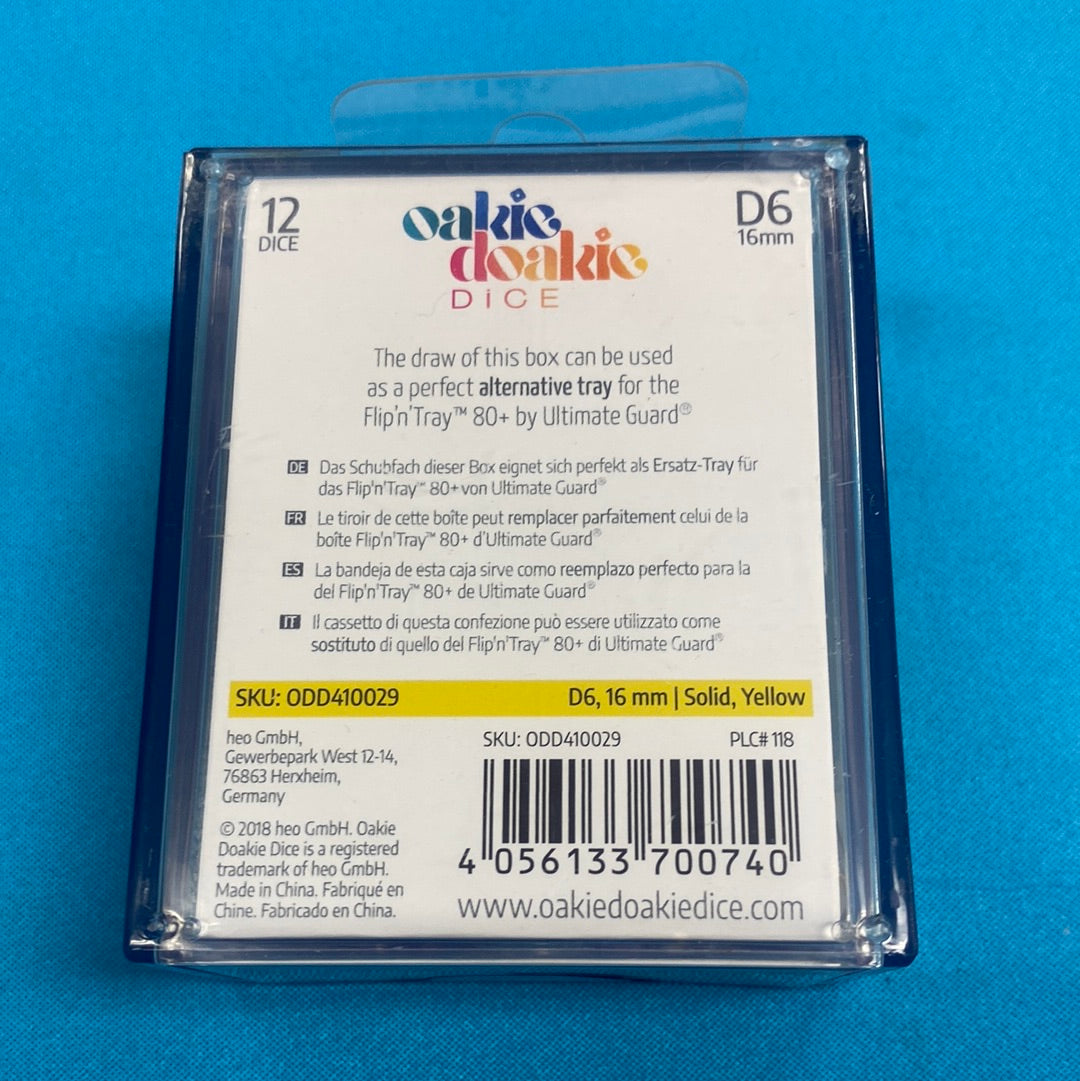 12
DICE
oakie
doakie
DiCE
D6
16mm
The draw of this box can be used
as a perfect alternative tray for the
Flip'n'Tray™ 80+ by Ultimate Guard®
DE Das Schubfach dieser Box eignet sich perfekt als Ersatz-Tray für
das Flip'n'Tray™ 80+ von Ultimate Guard®
FR Le tiroir de cette boîte peut remplacer parfaitement celui de la
boîte Flip'n'Tray™ 80+ d'Ultimate Guard®
ES La bandeja de esta caja sirve como reemplazo perfecto para la
del Flip'n'Tray™ 80+ de Ultimate Guard®
IT Il cassetto di questa confezione può essere utilizzato come
sostituto di quello del Flip'n'Tray™ 80+ di Ultimate Guard®
SKU: ODD410029 D6, 16 mm | Solid, Yellow
heo GmbH,
Gewerbepark West 12-14,
76863 Herxheim,
Germany
© 2018 heo GmbH. Oakie
Doakie Dice is a registered
trademark of heo GmbH.
Made in China. Fabriqué en
Chine. Fabricado en China.
SKU: ODD410029 PLC# 118
4 056133 700740
www.oakiedoakiedice.com